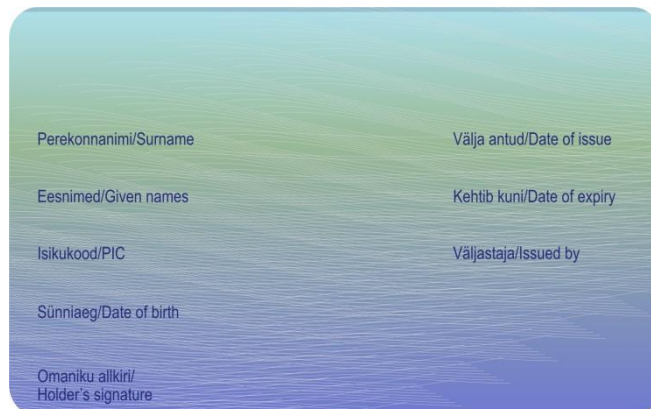 Perekonnanimi/Surname
Eesnimed/Given names
Isikukood/PIC
Sünniaeg/Date of birth
Omaniku allkiri/
Holder's signature
Välja antud/Date of issue
Kehtib kuni/Date of expiry
Väljastaja/Issued by